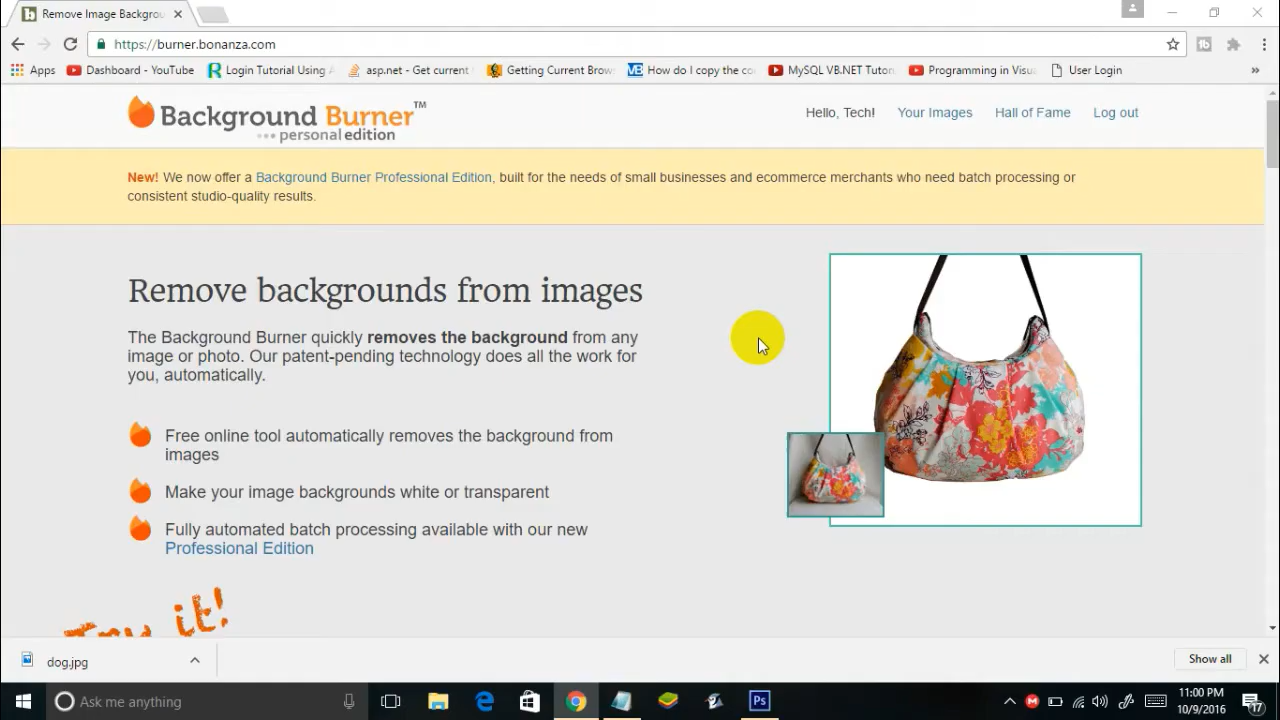 Remove Image Backgrou
https://burner.bonanza.com
Apps
Dashboard - YouTube
Login Tutorial Using
asp.net - Get current
Getting Current Brow
How do I copy the co
MySQL VB.NET Tutori
Programming in Visua
User Login
»
Background Burner™
personal edition
Hello, Tech!
Your Images
Hall of Fame
Log out
New! We now offer a Background Burner Professional Edition, built for the needs of small businesses and ecommerce merchants who need batch processing or
consistent studio-quality results.
Remove backgrounds from images
The Background Burner quickly removes the background from any
image or photo. Our patent-pending technology does all the work for
you, automatically.
Free online tool automatically removes the background from
images
Make your image backgrounds white or transparent
Fully automated batch processing available with our new
Professional Edition
Try it!
dog.jpg
Show all
Ask me anything
Ps
11:00 PM
10/9/2016
17